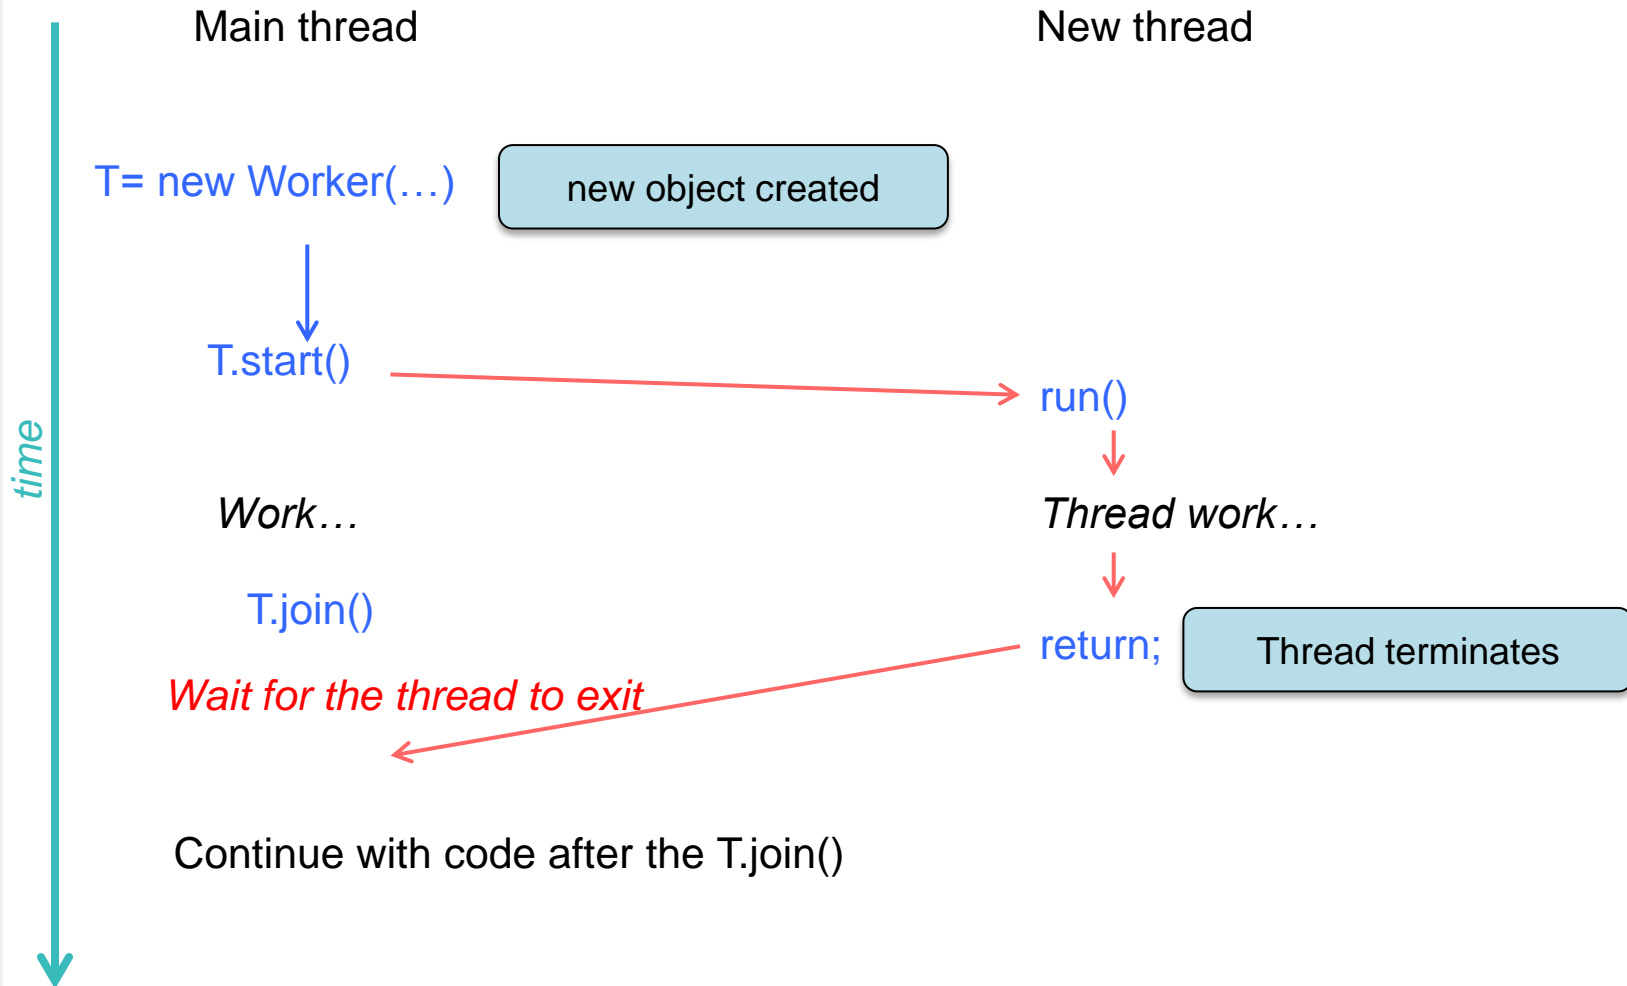 Main thread
New thread
T= new Worker(…)
new object created
T.start()
run()
time
Work…
Thread work…
T.join()
return;
Thread terminates
Wait for the thread to exit
Continue with code after the T.join()